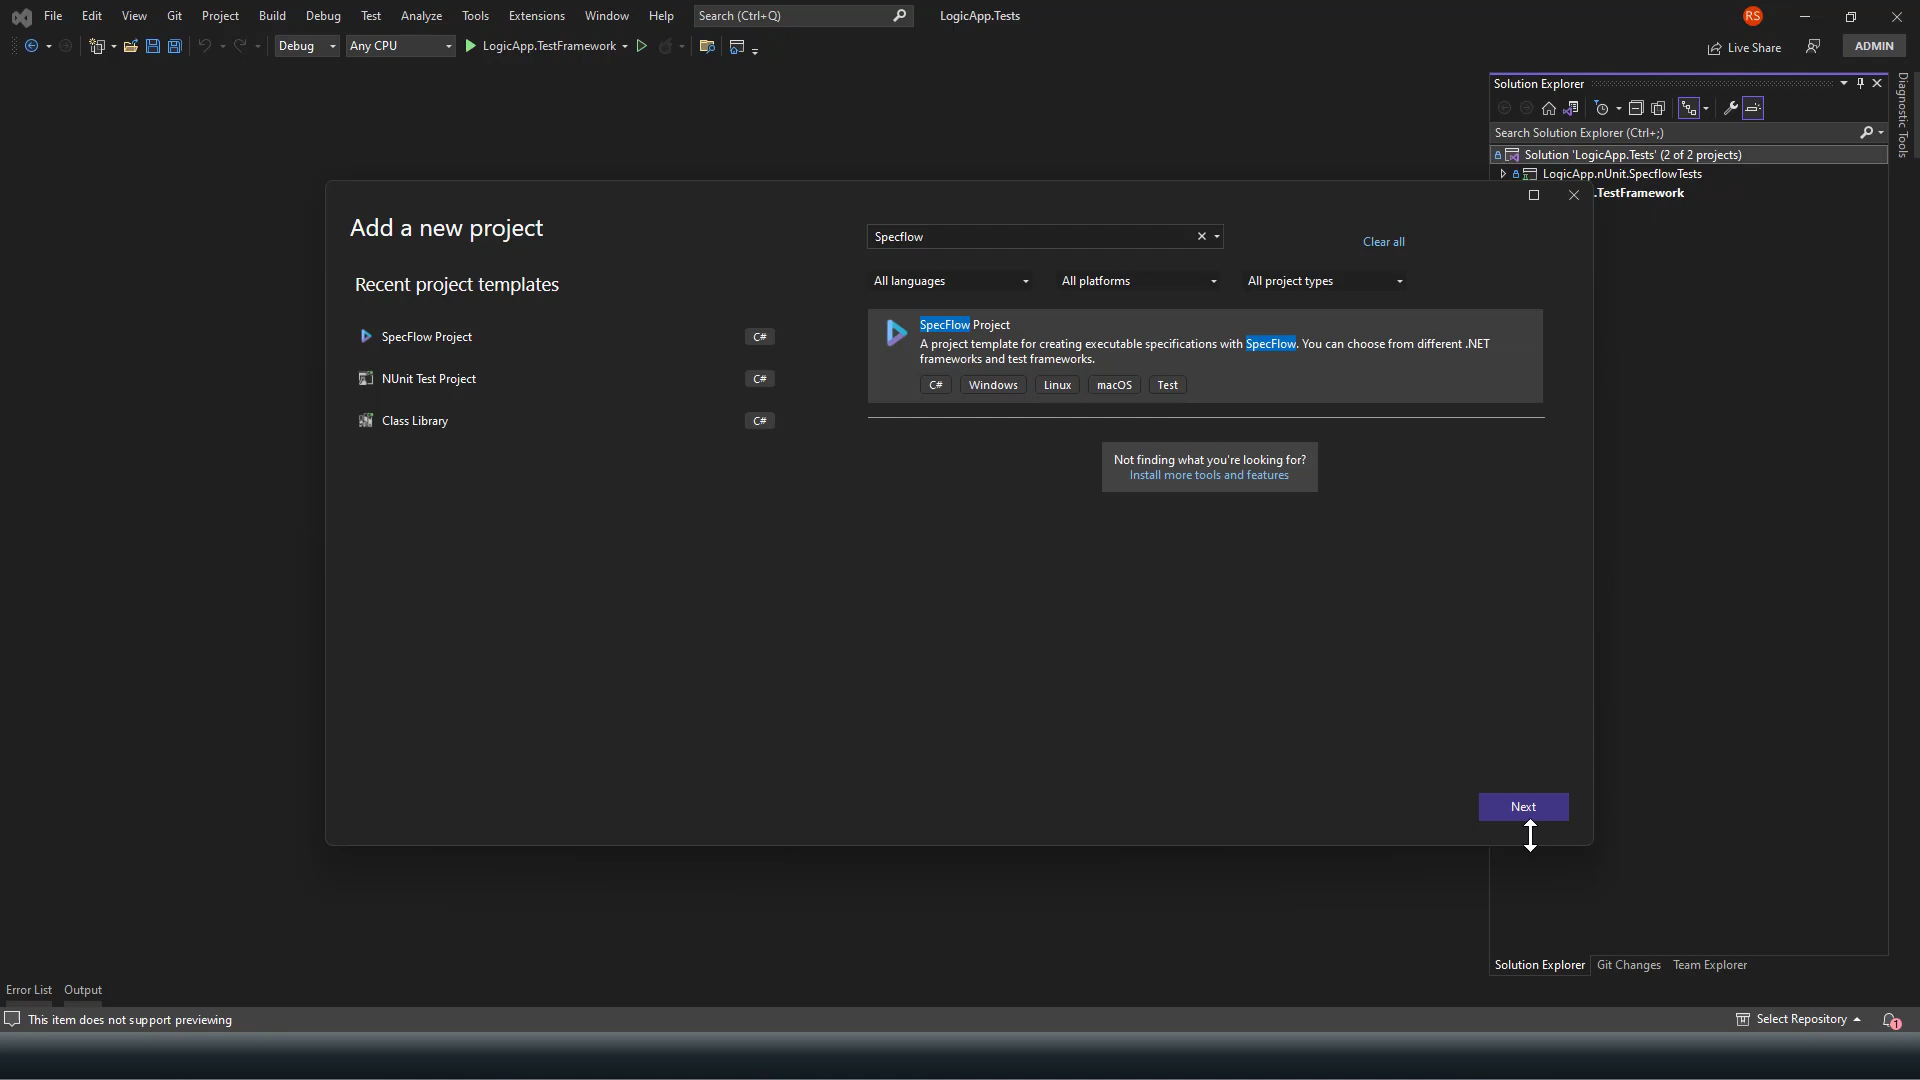 File Edit View Git Project Build Debug Test Analyze Tools Extensions Window Help Search (Ctrl+Q) LogicApp.Tests RS
Debug Any CPU LogicApp.TestFramework Live Share ADMIN
Solution Explorer
Diagnostic Tools
Search Solution Explorer (Ctrl+;)
Solution 'LogicApp.Tests' (2 of 2 projects)
LogicApp.nUnit.SpecflowTests
.TestFramework
Add a new project
Specflow
Clear all
Recent project templates
All languages All platforms All project types
SpecFlow Project C#
NUnit Test Project C#
Class Library C#
SpecFlow Project
A project template for creating executable specifications with SpecFlow. You can choose from different .NET
frameworks and test frameworks.
C# Windows Linux macOS Test
Not finding what you're looking for?
Install more tools and features
Next
Solution Explorer Git Changes Team Explorer
Error List Output
This item does not support previewing
Select Repository 1